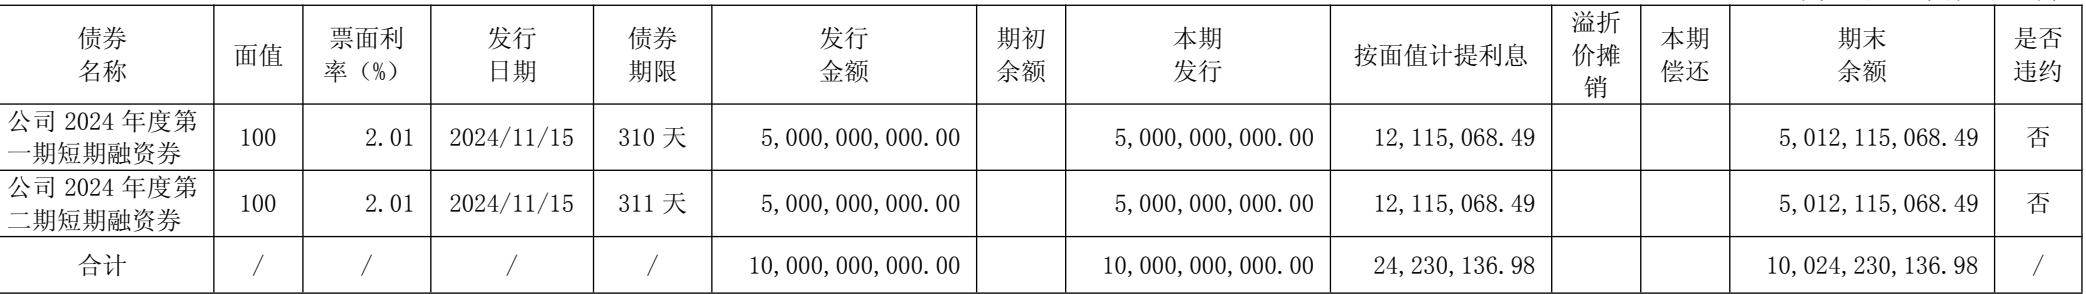 债券名称 面值 票面利率（%） 发行日期 债券期限 发行金额 期初余额 本期发行 按面值计提利息 溢折价摊销 本期偿还 期末余额 是否违约
公司 2024 年度第一期短期融资券 100 2.01 2024/11/15 310 天 5,000,000,000.00 5,000,000,000.00 12,115,068.49 5,012,115,068.49 否
公司 2024 年度第二期短期融资券 100 2.01 2024/11/15 311 天 5,000,000,000.00 5,000,000,000.00 12,115,068.49 5,012,115,068.49 否
合计 / / / / 10,000,000,000.00 10,000,000,000.00 24,230,136.98 10,024,230,136.98 /